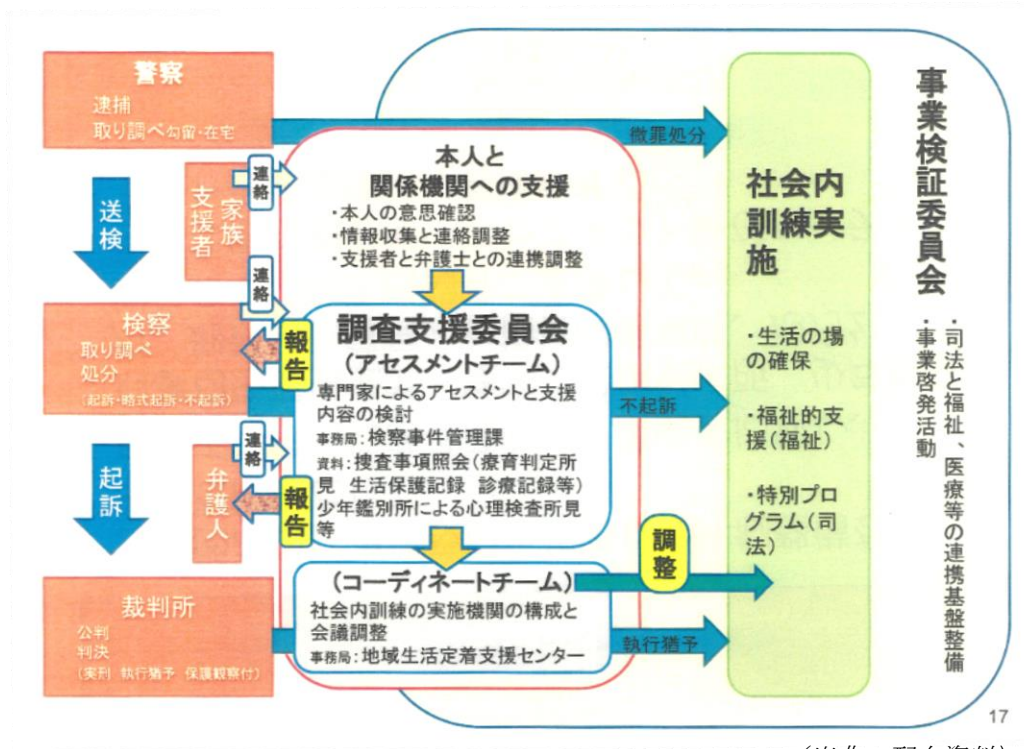 警察
逮捕
取り調べ勾留・在宅
微罪処分
送検
家族
支援者
連絡
連絡
本人と
関係機関への支援
・本人の意思確認
・情報収集と連絡調整
・支援者と弁護士との連携調整
検察
取り調べ
処分
(起訴・略式起訴・不起訴)
報告
調査支援委員会
(アセスメントチーム)
専門家によるアセスメントと支援
内容の検討
事務局:検察事件管理課
資料:捜査事項照会(療育判定所
見 生活保護記録 診療記録等)
少年鑑別所による心理検査所見
等
不起訴
起訴
弁護人
連絡
報告
裁判所
公判
判決
(実刑 執行猶予 保護観察付)
(コーディネートチーム)
社会内訓練の実施機関の構成と
会議調整
事務局:地域生活定着支援センター
調整
執行猶予
社会内
訓練実
施
・生活の場
の確保
・福祉的支
援(福祉)
・特別プロ
グラム(司
法)
事業検証委員会
・司法と福祉、医療等の連携基盤整備
・事業啓発活動
17